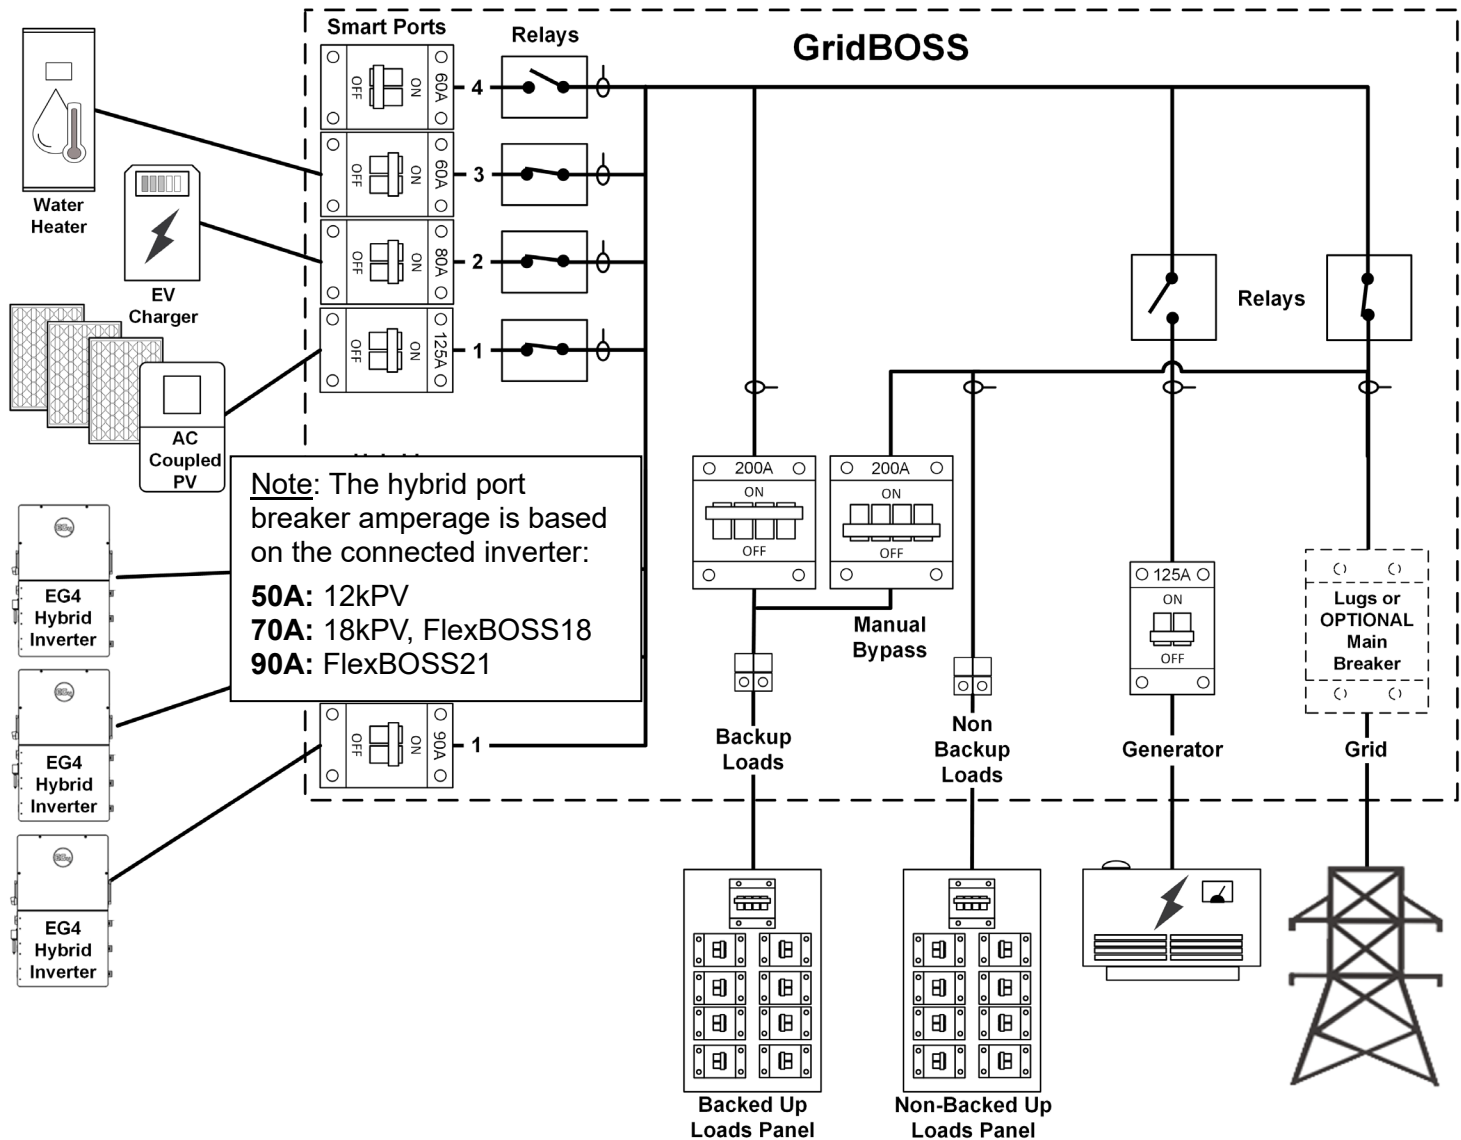 Smart Ports
Relays
GridBOSS
OFF
ON
60A
4
OFF
ON
60A
3
OFF
ON
80A
2
OFF
ON
125A
1
Water
Heater
EV
Charger
AC
Coupled
PV
Relays
Note: The hybrid port
breaker amperage is based
on the connected inverter:
50A: 12kPV
70A: 18kPV, FlexBOSS18
90A: FlexBOSS21
EG4
Hybrid
Inverter
EG4
Hybrid
Inverter
EG4
Hybrid
Inverter
OFF
ON
90A
1
200A
ON
OFF
200A
ON
OFF
Manual
Bypass
125A
ON
OFF
Lugs or
OPTIONAL
Main
Breaker
Backup
Loads
Non
Backup
Loads
Generator
Grid
Backed Up
Loads Panel
Non-Backed Up
Loads Panel